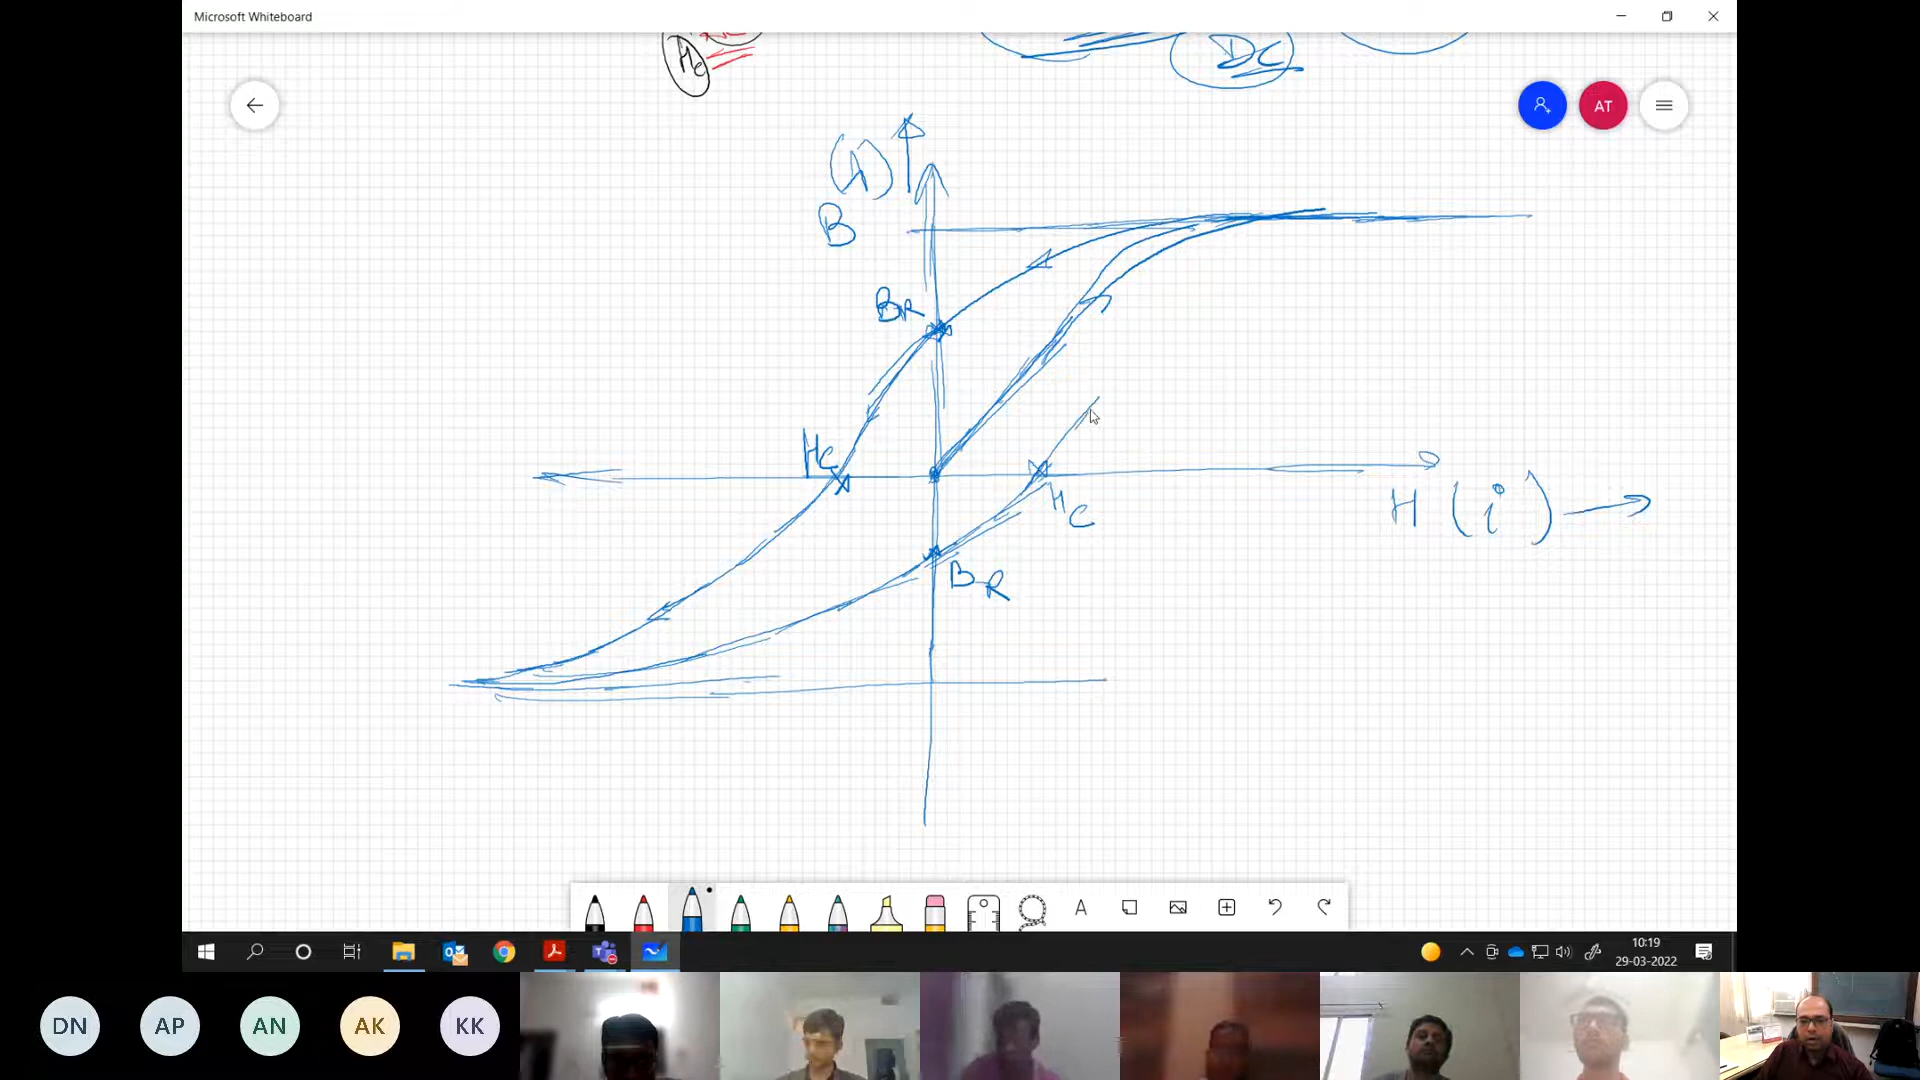 Microsoft Whiteboard
Hc
DC
AT
(λ)
B
BR
Hc
Hc
H (i)
BR
A
10:19
29-03-2022
DN AP AN AK KK